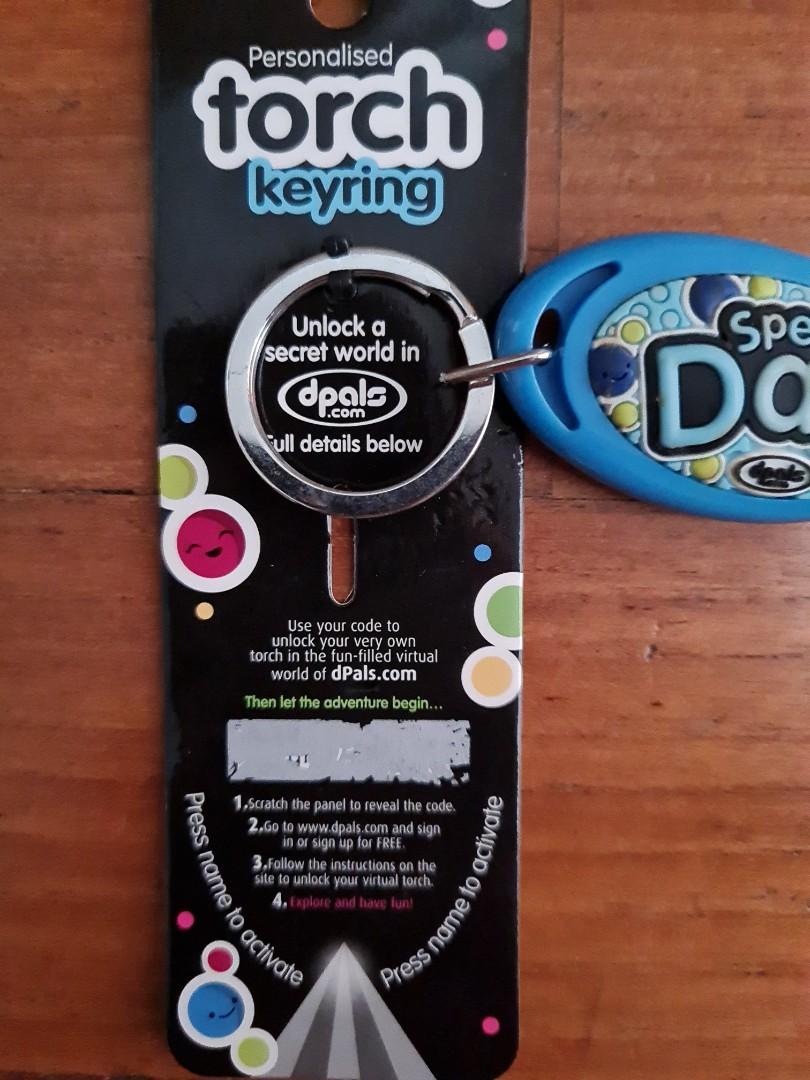 Personalised
torch
keyring
Unlock a
secret world in
dpals
.com
Full details below
Spe
Da
dpals
Use your code to
unlock your very own
torch in the fun-filled virtual
world of dPals.com
Then let the adventure begin...
1.Scratch the panel to reveal the code.
2.Go to www.dpals.com and sign
in or sign up for FREE.
3.Follow the instructions on the
site to unlock your virtual torch.
4.Explore and have fun!
Press name to activate
Press name to activate